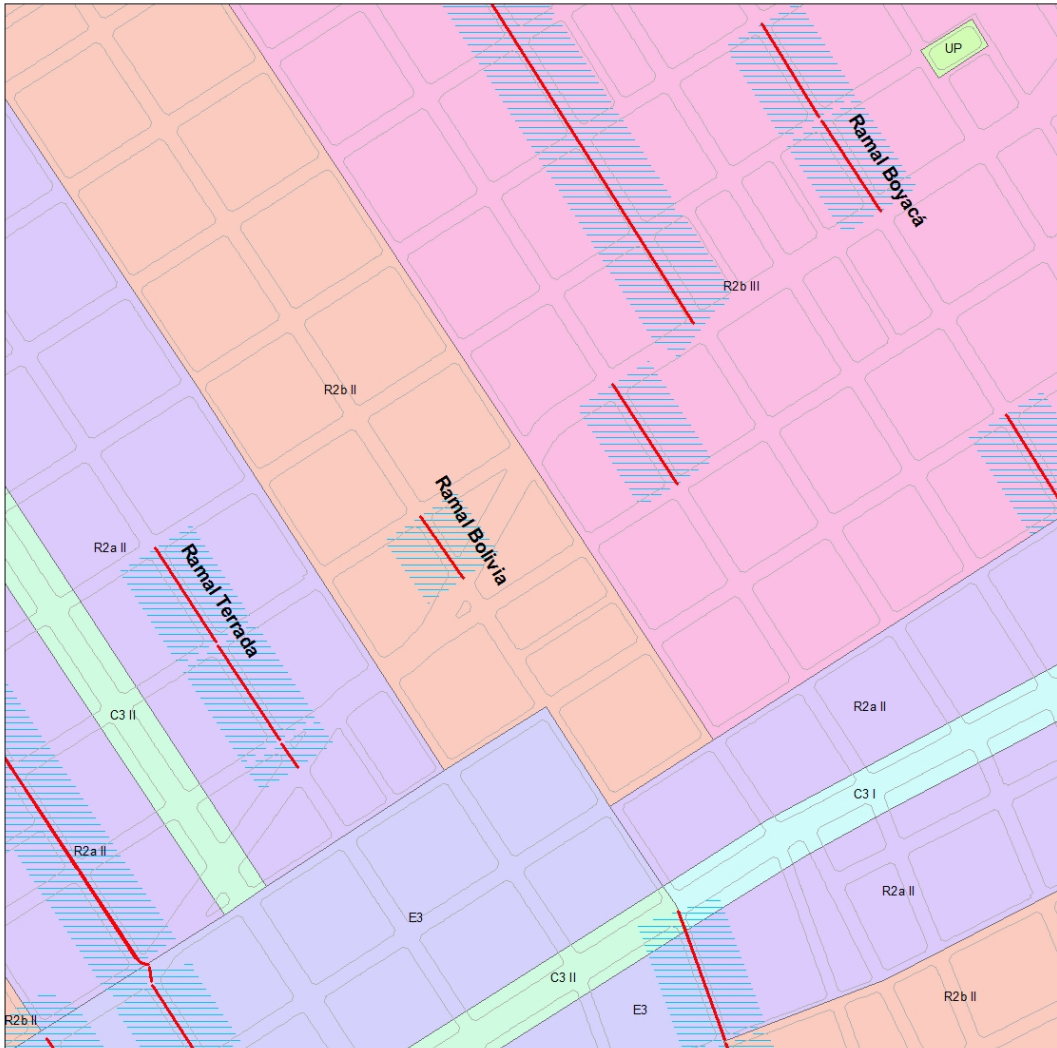 UP
Ramal Boyacá
R2b III
R2b II
Ramal Bolivia
R2a II
Ramal Terrada
R2a II
C3 II
C3 I
R2a II
R2a II
E3
C3 II
R2b II
E3
R2b II